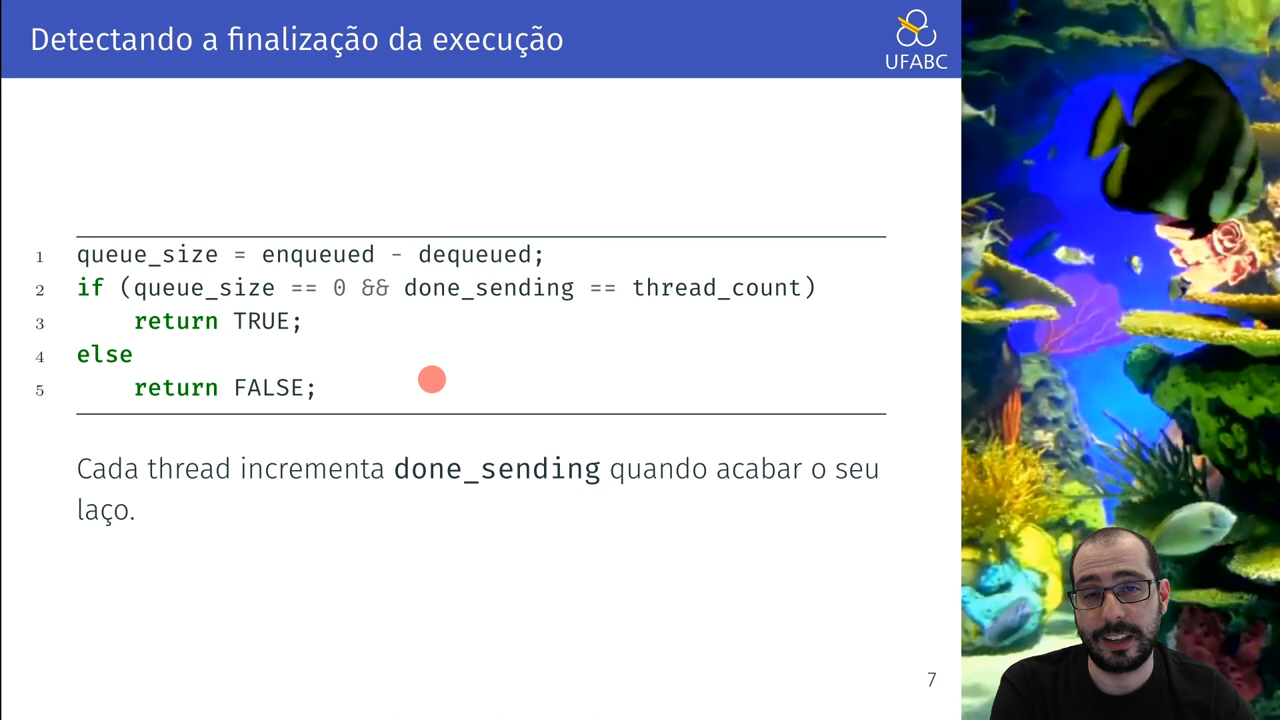 Detectando a finalização da execução
UFABC
1 queue_size = enqueued - dequeued;
2 if (queue_size == 0 && done_sending == thread_count)
3 return TRUE;
4 else
5 return FALSE;
Cada thread incrementa done_sending quando acabar o seu
laço.
7